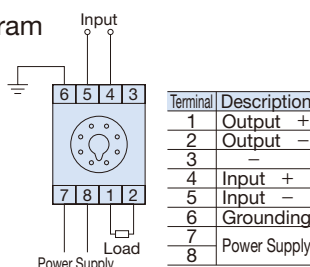 ram
Input
6 5 4 3
7 8 1 2
Load
Power Supply
Terminal Description
1 Output +
2 Output −
3 −
4 Input +
5 Input −
6 Grounding
7
8 Power Supply